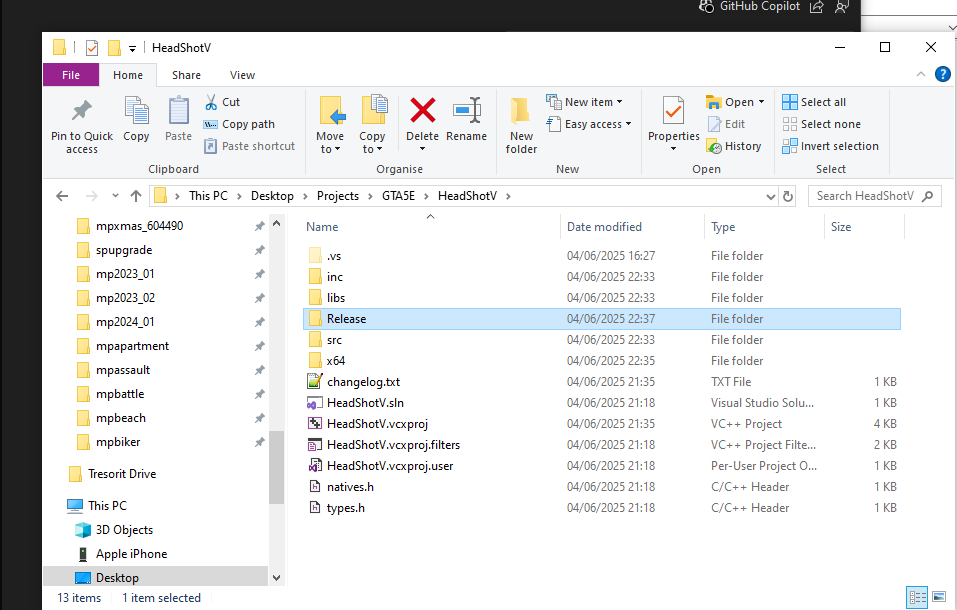 GitHub Copilot
HeadShotV
File Home Share View
Pin to Quick access
Copy
Paste
Cut
Copy path
Paste shortcut
Clipboard
Move to
Copy to
Delete
Rename
Organise
New folder
New item
Easy access
New
Properties
Open
Edit
History
Open
Select all
Select none
Invert selection
Select
This PC > Desktop > Projects > GTA5E > HeadShotV >
Search HeadShotV
mpxmas_604490
spupgrade
mp2023_01
mp2023_02
mp2024_01
mpapartment
mpassault
mpbattle
mpbeach
mpbiker
Tresorit Drive
This PC
3D Objects
Apple iPhone
Desktop
Name Date modified Type Size
.vs 04/06/2025 16:27 File folder
inc 04/06/2025 22:33 File folder
libs 04/06/2025 22:33 File folder
Release 04/06/2025 22:37 File folder
src 04/06/2025 22:33 File folder
x64 04/06/2025 22:35 File folder
changelog.txt 04/06/2025 21:35 TXT File 1 KB
HeadShotV.sln 04/06/2025 21:18 Visual Studio Solu... 1 KB
HeadShotV.vcxproj 04/06/2025 21:35 VC++ Project 4 KB
HeadShotV.vcxproj.filters 04/06/2025 21:18 VC++ Project Filte... 2 KB
HeadShotV.vcxproj.user 04/06/2025 21:18 Per-User Project O... 1 KB
natives.h 04/06/2025 21:18 C/C++ Header 1 KB
types.h 04/06/2025 21:18 C/C++ Header 1 KB
13 items 1 item selected